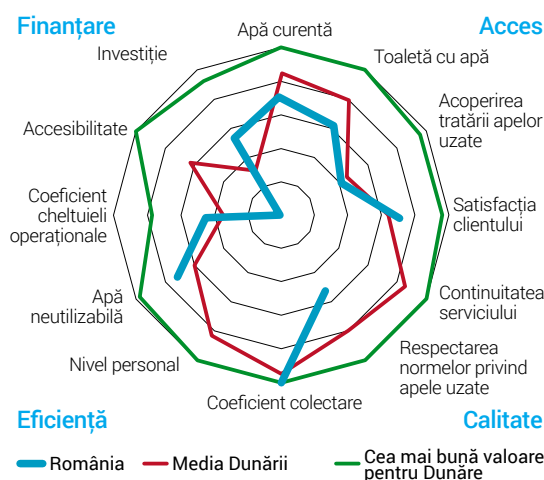 Finanțare
Acces
Apă curentă
Investiție
Toaletă cu apă
Acoperirea
tratării apelor
uzate
Accesibilitate
Satisfacția
clientului
Coeficient
cheltuieli
operaționale
Continuitatea
serviciului
Apă
neutilizabilă
Respectarea
normelor privind
apele uzate
Nivel personal
Coeficient colectare
Eficiență
Calitate
România
Media Dunării
Cea mai bună valoare
pentru Dunăre